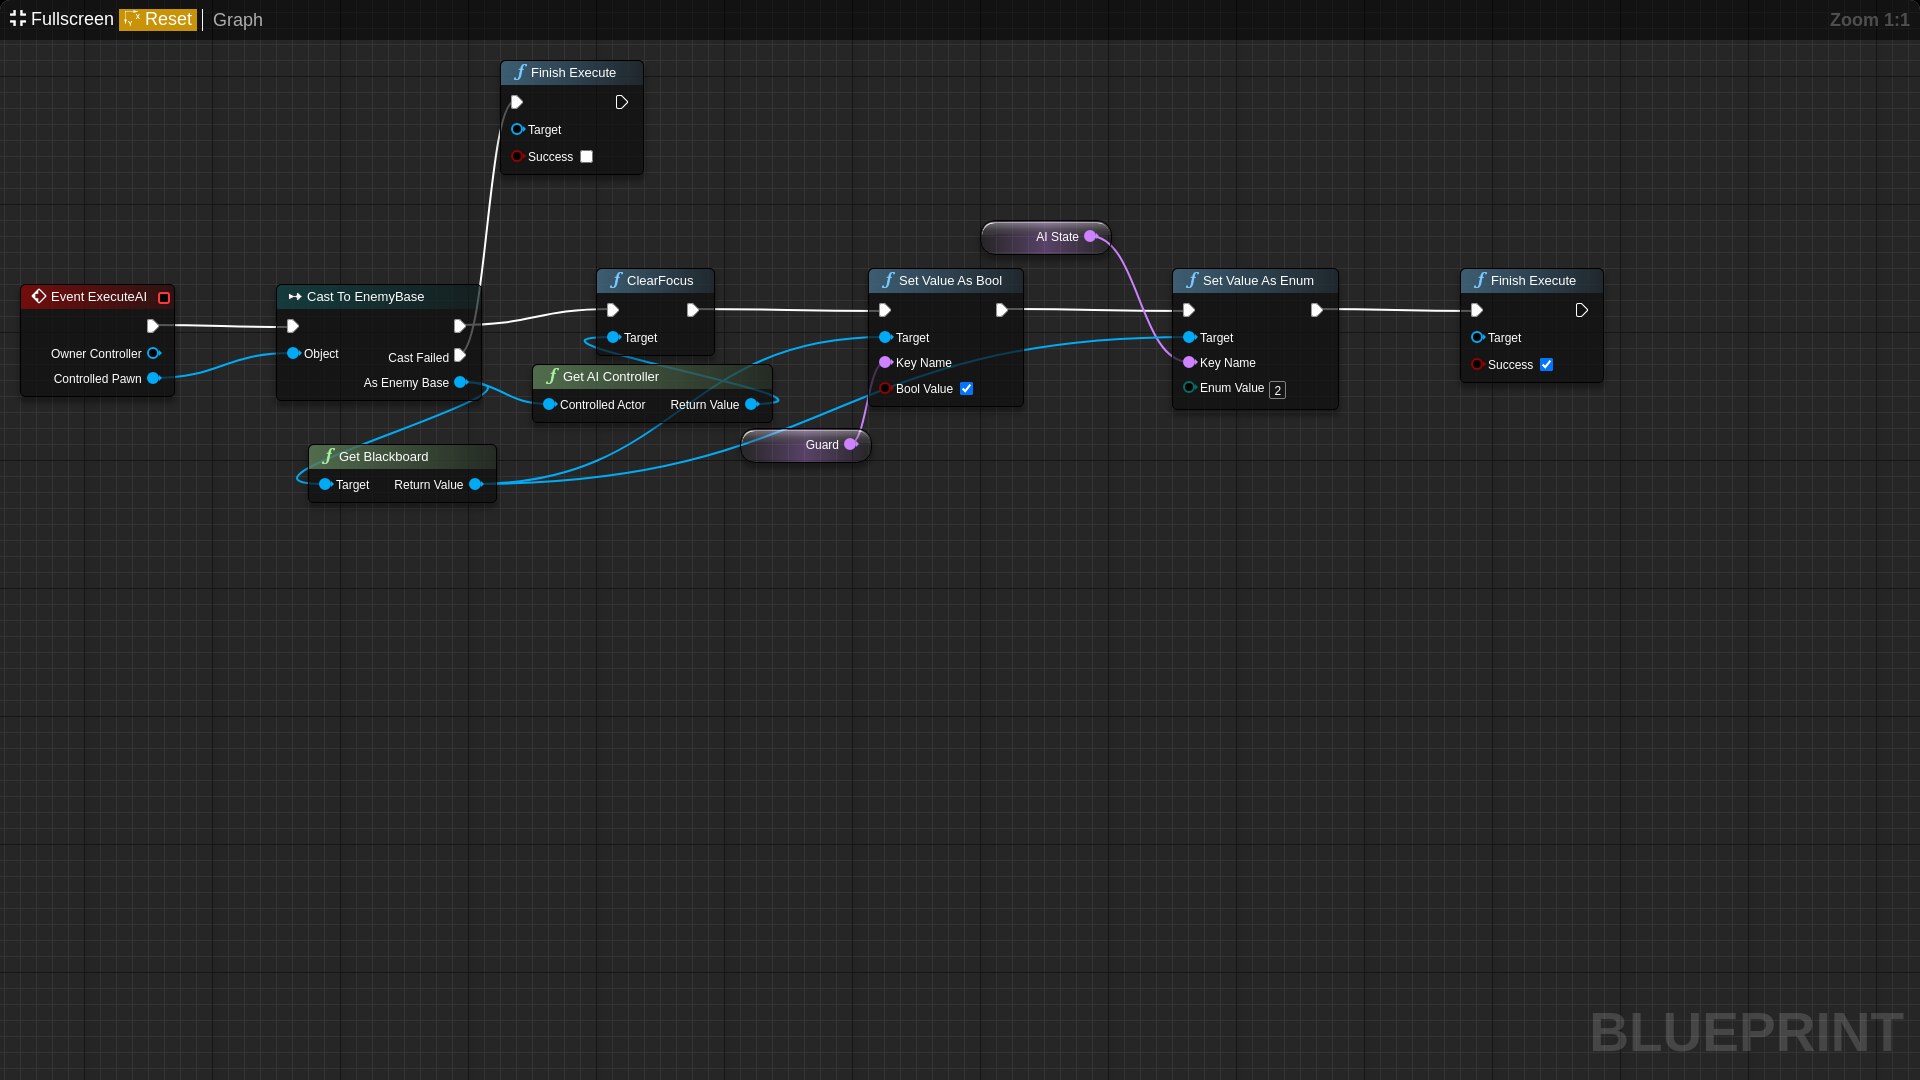 Fullscreen Reset Graph Zoom 1:1
Finish Execute
Target
Success
AI State
Event ExecuteAI
Owner Controller
Controlled Pawn
Cast To EnemyBase
Object
Cast Failed
As Enemy Base
ClearFocus
Target
Get AI Controller
Controlled Actor Return Value
Set Value As Bool
Target
Key Name
Bool Value
Set Value As Enum
Target
Key Name
Enum Value 2
Finish Execute
Target
Success
Guard
Get Blackboard
Target Return Value
BLUEPRINT